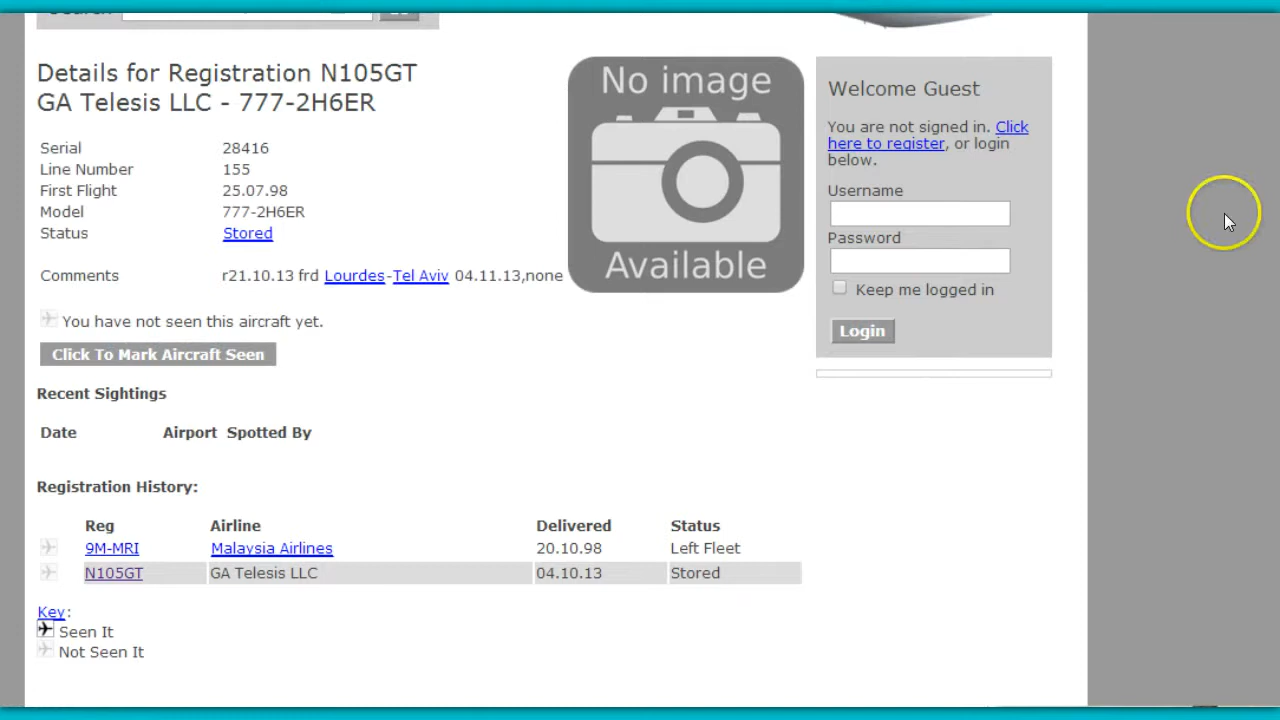 Details for Registration N105GT
GA Telesis LLC - 777-2H6ER
Serial 28416
Line Number 155
First Flight 25.07.98
Model 777-2H6ER
Status Stored
Comments r21.10.13 frd Lourdes-Tel Aviv 04.11.13,none
You have not seen this aircraft yet.
Click To Mark Aircraft Seen
No image
Available
Welcome Guest
You are not signed in. Click
here to register, or login
below.
Username
Password
Keep me logged in
Login
Recent Sightings
Date Airport Spotted By
Registration History:
Reg Airline Delivered Status
9M-MRI Malaysia Airlines 20.10.98 Left Fleet
N105GT GA Telesis LLC 04.10.13 Stored
Key:
Seen It
Not Seen It